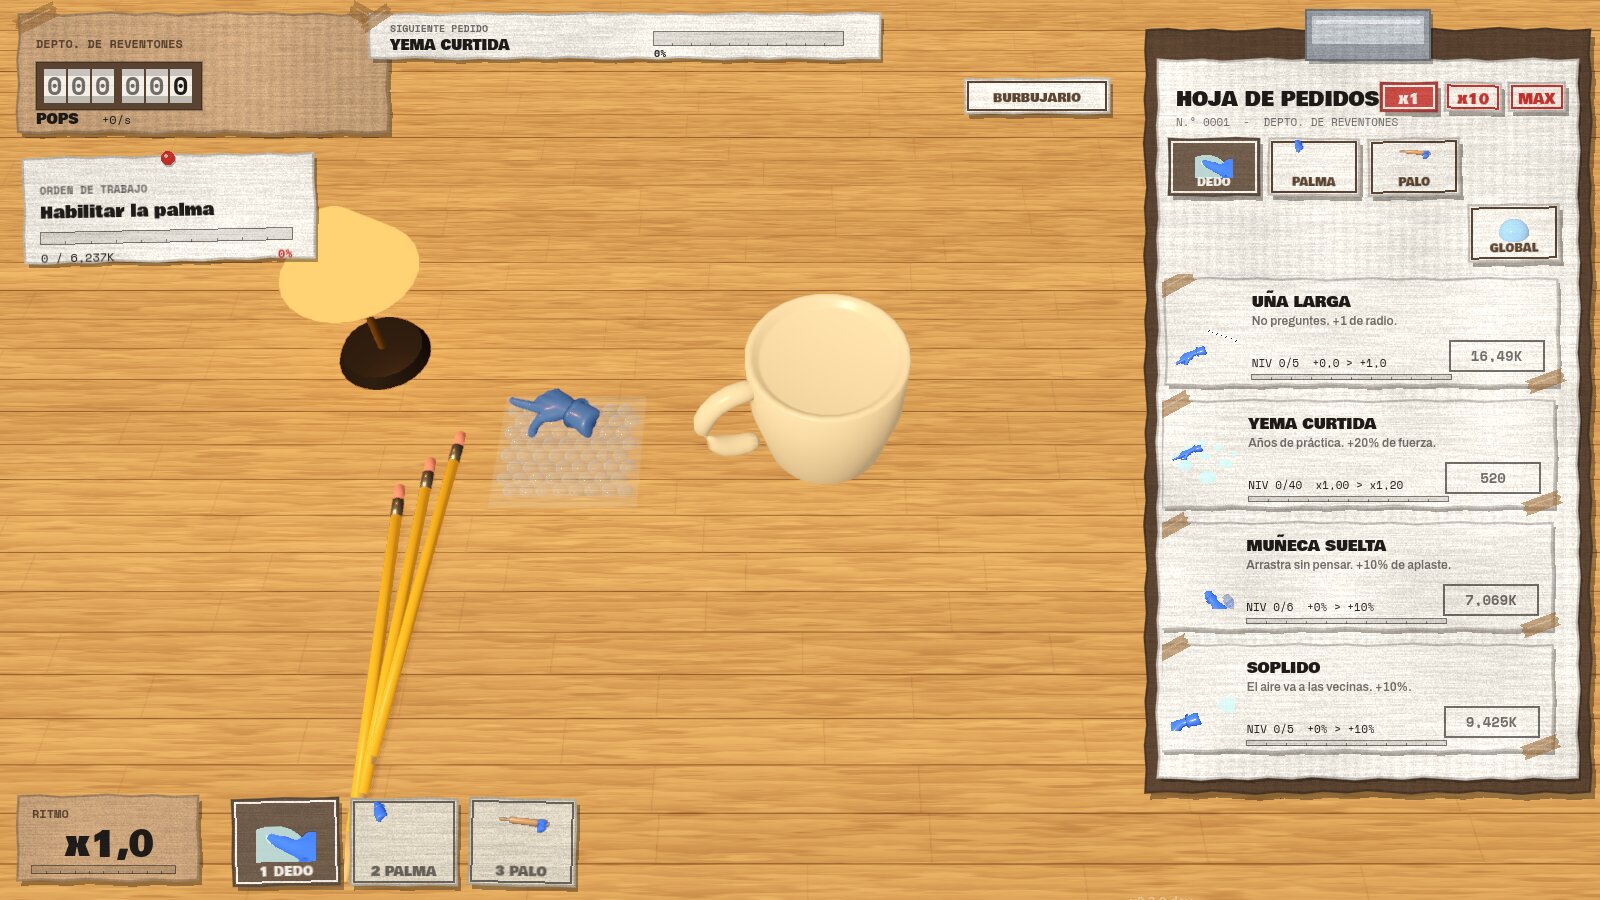 DEPTO. DE REVENTONES
000 000
POPS +0/s
SIGUIENTE PEDIDO
YEMA CURTIDA
0%
BURBUJARIO
ORDEN DE TRABAJO
Habilitar la palma
0 / 6,237K 0%
HOJA DE PEDIDOS x1 x10 MAX
N.° 0001 - DEPTO. DE REVENTONES
DEDO PALMA PALO
GLOBAL
UÑA LARGA
No preguntes. +1 de radio.
NIV 0/5 +0,0 > +1,0 16,49K
YEMA CURTIDA
Años de práctica. +20% de fuerza.
NIV 0/40 x1,00 > x1,20 520
MUÑECA SUELTA
Arrastra sin pensar. +10% de aplaste.
NIV 0/6 +0% > +10% 7,069K
SOPLIDO
El aire va a las vecinas. +10%.
NIV 0/5 +0% > +10% 9,425K
RITMO
x1,0
1 DEDO 2 PALMA 3 PALO